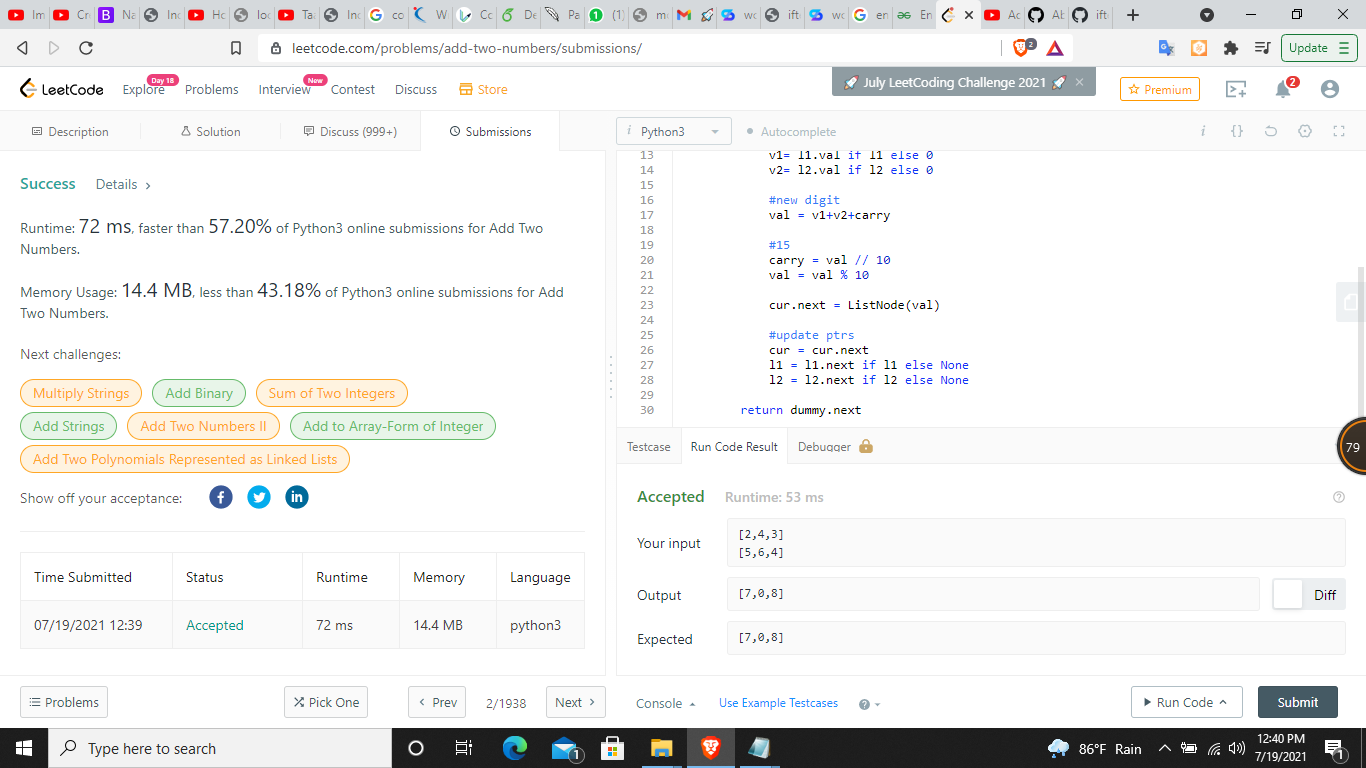 Im
Cr
Na
Inc
Ho
loc
Ta
Inc
co
W
Cc
De
Pa
(1)
m
M
wc
ift
wc
en
En
Ac
Ab
ift
leetcode.com/problems/add-two-numbers/submissions/
2
Update
LeetCode
Explore
Day 18
Problems
Interview
New
Contest
Discuss
Store
🚀 July LeetCoding Challenge 2021 🚀 ×
Premium
2
Description
Solution
Discuss (999+)
Submissions
i Python3
Autocomplete
i {}
Success Details >
Runtime: 72 ms, faster than 57.20% of Python3 online submissions for Add Two
Numbers.
Memory Usage: 14.4 MB, less than 43.18% of Python3 online submissions for Add
Two Numbers.
Next challenges:
Multiply Strings Add Binary Sum of Two Integers
Add Strings Add Two Numbers II Add to Array-Form of Integer
Add Two Polynomials Represented as Linked Lists
Show off your acceptance: f in
Time Submitted Status Runtime Memory Language
07/19/2021 12:39 Accepted 72 ms 14.4 MB python3
13 v1= l1.val if l1 else 0
14 v2= l2.val if l2 else 0
15
16 #new digit
17 val = v1+v2+carry
18
19 #15
20 carry = val // 10
21 val = val % 10
22
23 cur.next = ListNode(val)
24
25 #update ptrs
26 cur = cur.next
27 l1 = l1.next if l1 else None
28 l2 = l2.next if l2 else None
29
30 return dummy.next
79
Testcase Run Code Result Debugger
Accepted Runtime: 53 ms
Your input
[2,4,3]
[5,6,4]
Output [7,0,8] Diff
Expected [7,0,8]
Problems Pick One < Prev 2/1938 Next >
Console Use Example Testcases Run Code Submit
Type here to search
1
86°F Rain
12:40 PM
7/19/2021
1